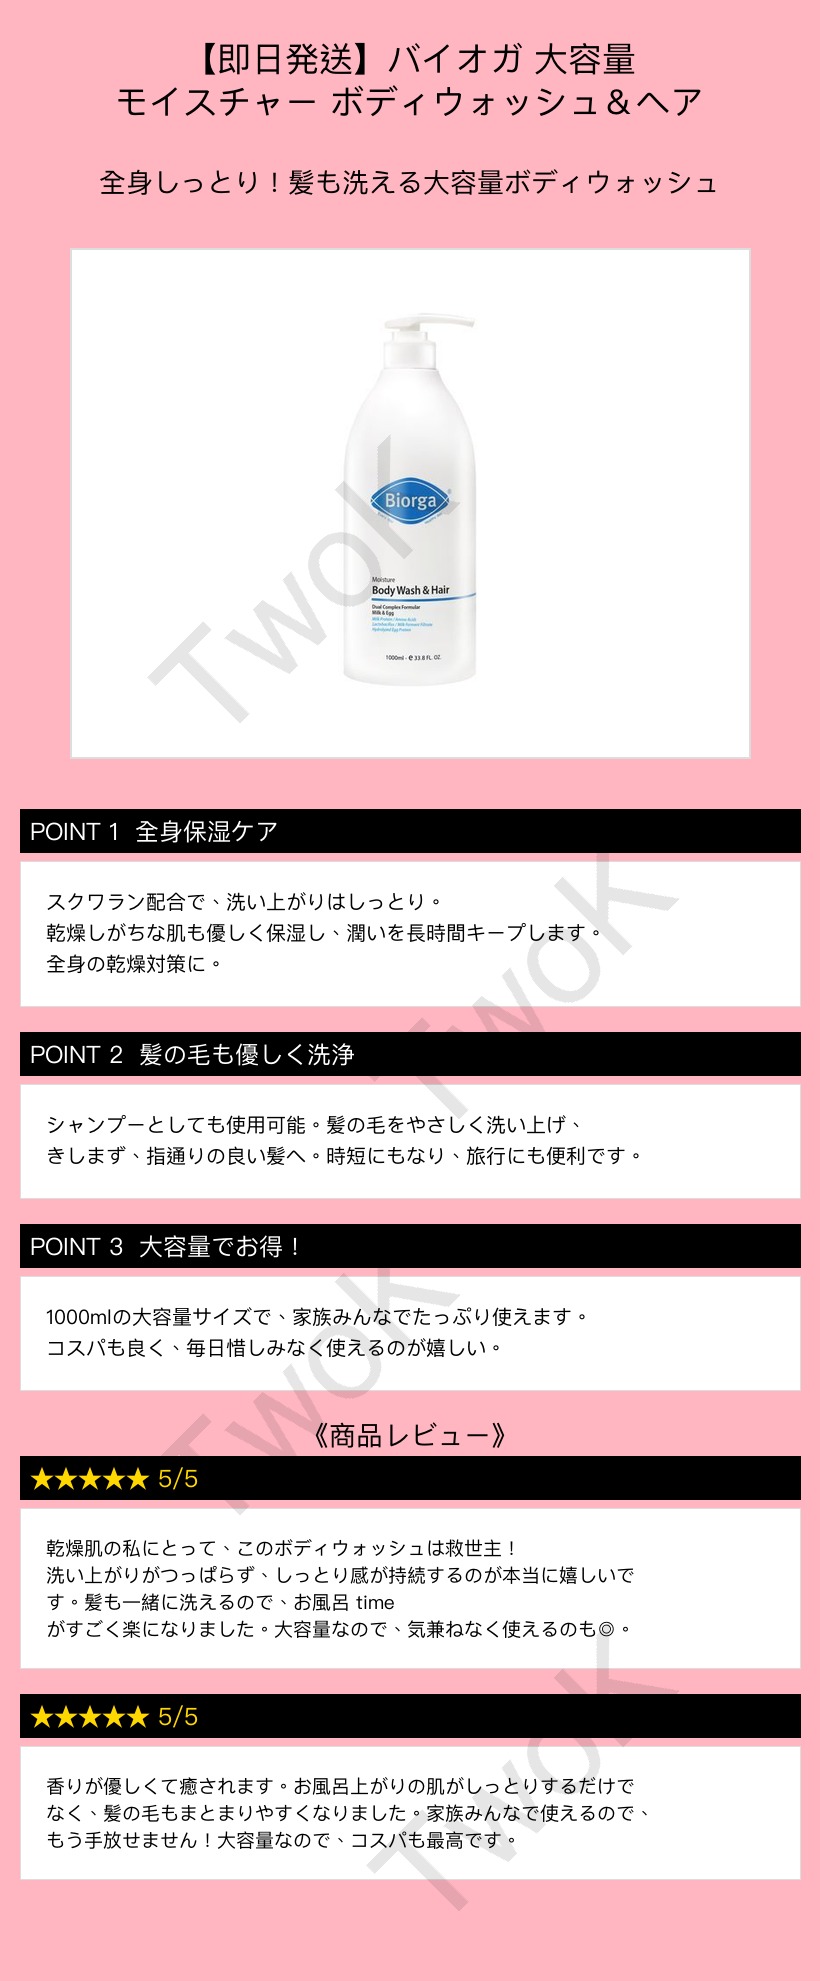 【即日発送】バイオガ 大容量
モイスチャー ボディウォッシュ＆ヘア
全身しっとり！髪も洗える大容量ボディウォッシュ
Biorga
Moisture
Body Wash & Hair
Dual Complex Formular
Milk & Egg
Milk Protein / Amino Acids
Lactobacillus / Milk Ferment Filtrate
Hydrolyzed Egg Protein
1000ml - ℮ 33.8 FL. OZ.
TwoK
POINT 1 全身保湿ケア
スクワラン配合で、洗い上がりはしっとり。
乾燥しがちな肌も優しく保湿し、潤いを長時間キープします。
全身の乾燥対策に。
TwoK
POINT 2 髪の毛も優しく洗浄
シャンプーとしても使用可能。髪の毛をやさしく洗い上げ、
きしまず、指通りの良い髪へ。時短にもなり、旅行にも便利です。
POINT 3 大容量でお得！
1000mlの大容量サイズで、家族みんなでたっぷり使えます。
コスパも良く、毎日惜しみなく使えるのが嬉しい。
TwoK
《商品レビュー》
★★★★★ 5/5
乾燥肌の私にとって、このボディウォッシュは救世主！
洗い上がりがつっぱらず、しっとり感が持続するのが本当に嬉しいで
す。髪も一緒に洗えるので、お風呂 time
がすごく楽になりました。大容量なので、気兼ねなく使えるのも◎。
★★★★★ 5/5
香りが優しくて癒されます。お風呂上がりの肌がしっとりするだけで
なく、髪の毛もまとまりやすくなりました。家族みんなで使えるので、
もう手放せません！大容量なので、コスパも最高です。
TwoK